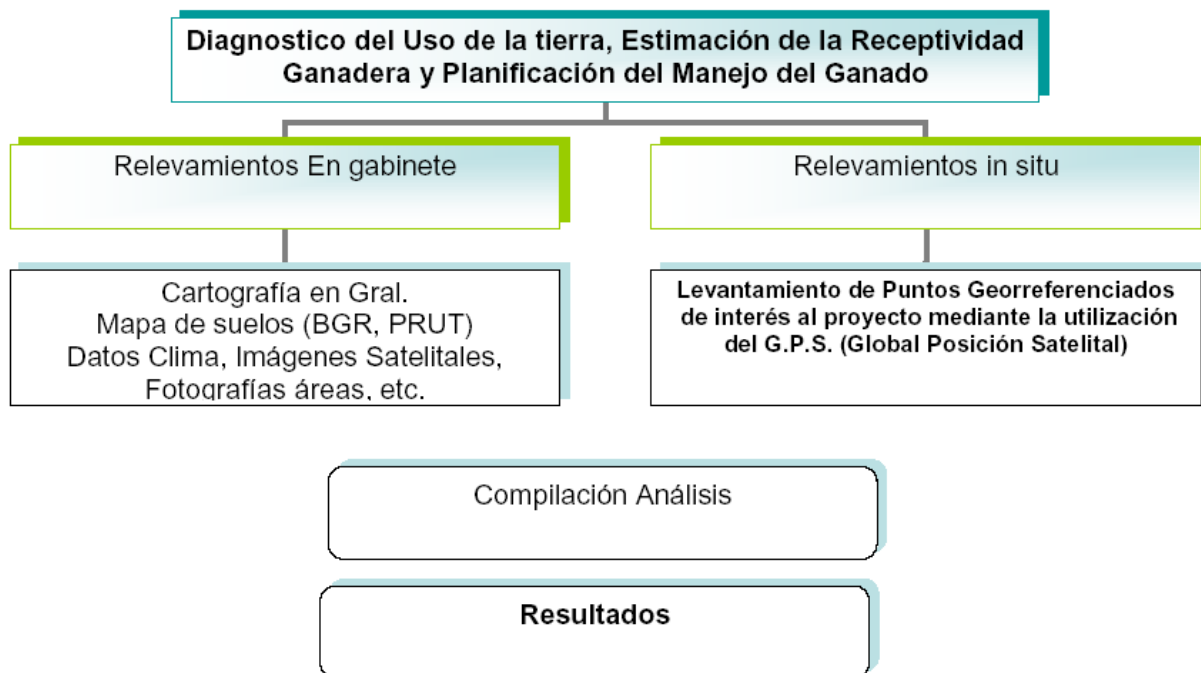 Diagnostico del Uso de la tierra, Estimación de la Receptividad
Ganadera y Planificación del Manejo del Ganado
Relevamientos En gabinete
Relevamientos in situ
Cartografía en Gral.
Mapa de suelos (BGR, PRUT)
Datos Clima, Imágenes Satelitales,
Fotografías áreas, etc.
Levantamiento de Puntos Georreferenciados
de interés al proyecto mediante la utilización
del G.P.S. (Global Posición Satelital)
Compilación Análisis
Resultados